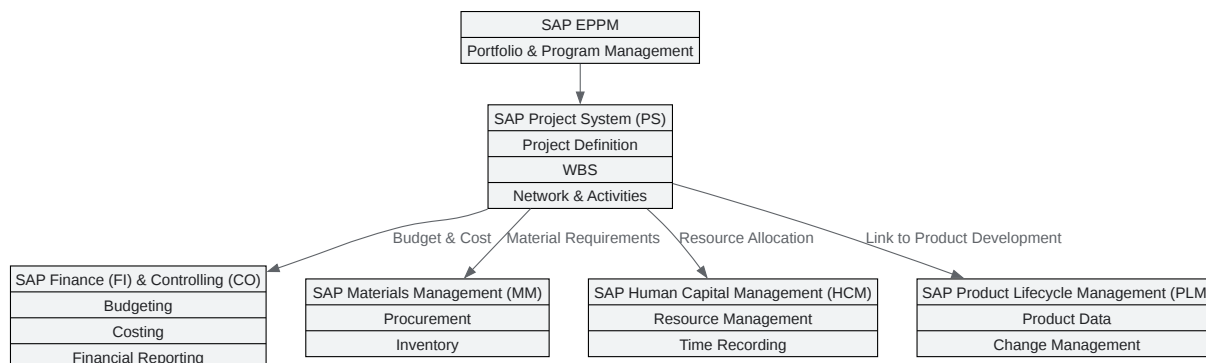 SAP EPPM
Portfolio & Program Management
SAP Project System (PS)
Project Definition
WBS
Network & Activities
Budget & Cost
Material Requirements
Resource Allocation
Link to Product Development
SAP Finance (FI) & Controlling (CO)
Budgeting
Costing
Financial Reporting
SAP Materials Management (MM)
Procurement
Inventory
SAP Human Capital Management (HCM)
Resource Management
Time Recording
SAP Product Lifecycle Management (PLM
Product Data
Change Management